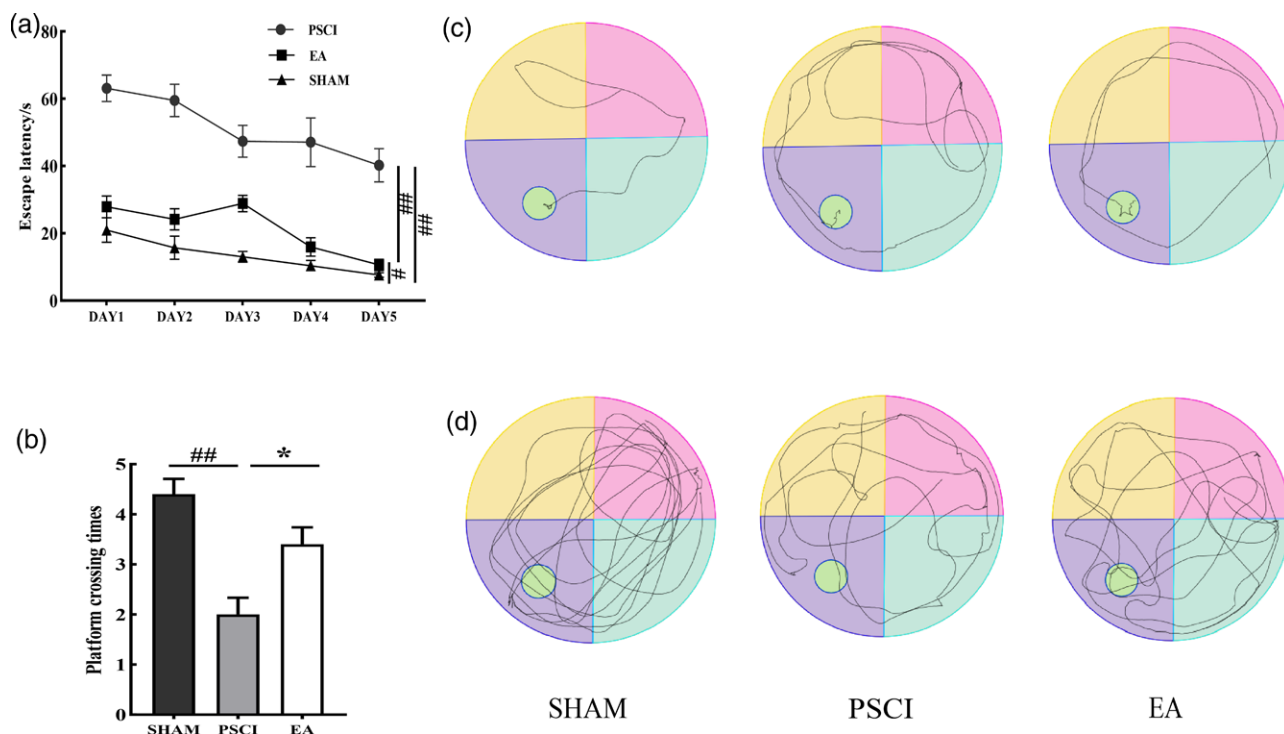 (a)
80
60
40
20
0
Escape latency/s
PSCI
EA
SHAM
DAY1 DAY2 DAY3 DAY4 DAY5
##
##
#
(c)
(b)
5
4
3
2
1
0
Platform crossing times
## *
SHAM PSCI EA
(d)
SHAM PSCI EA